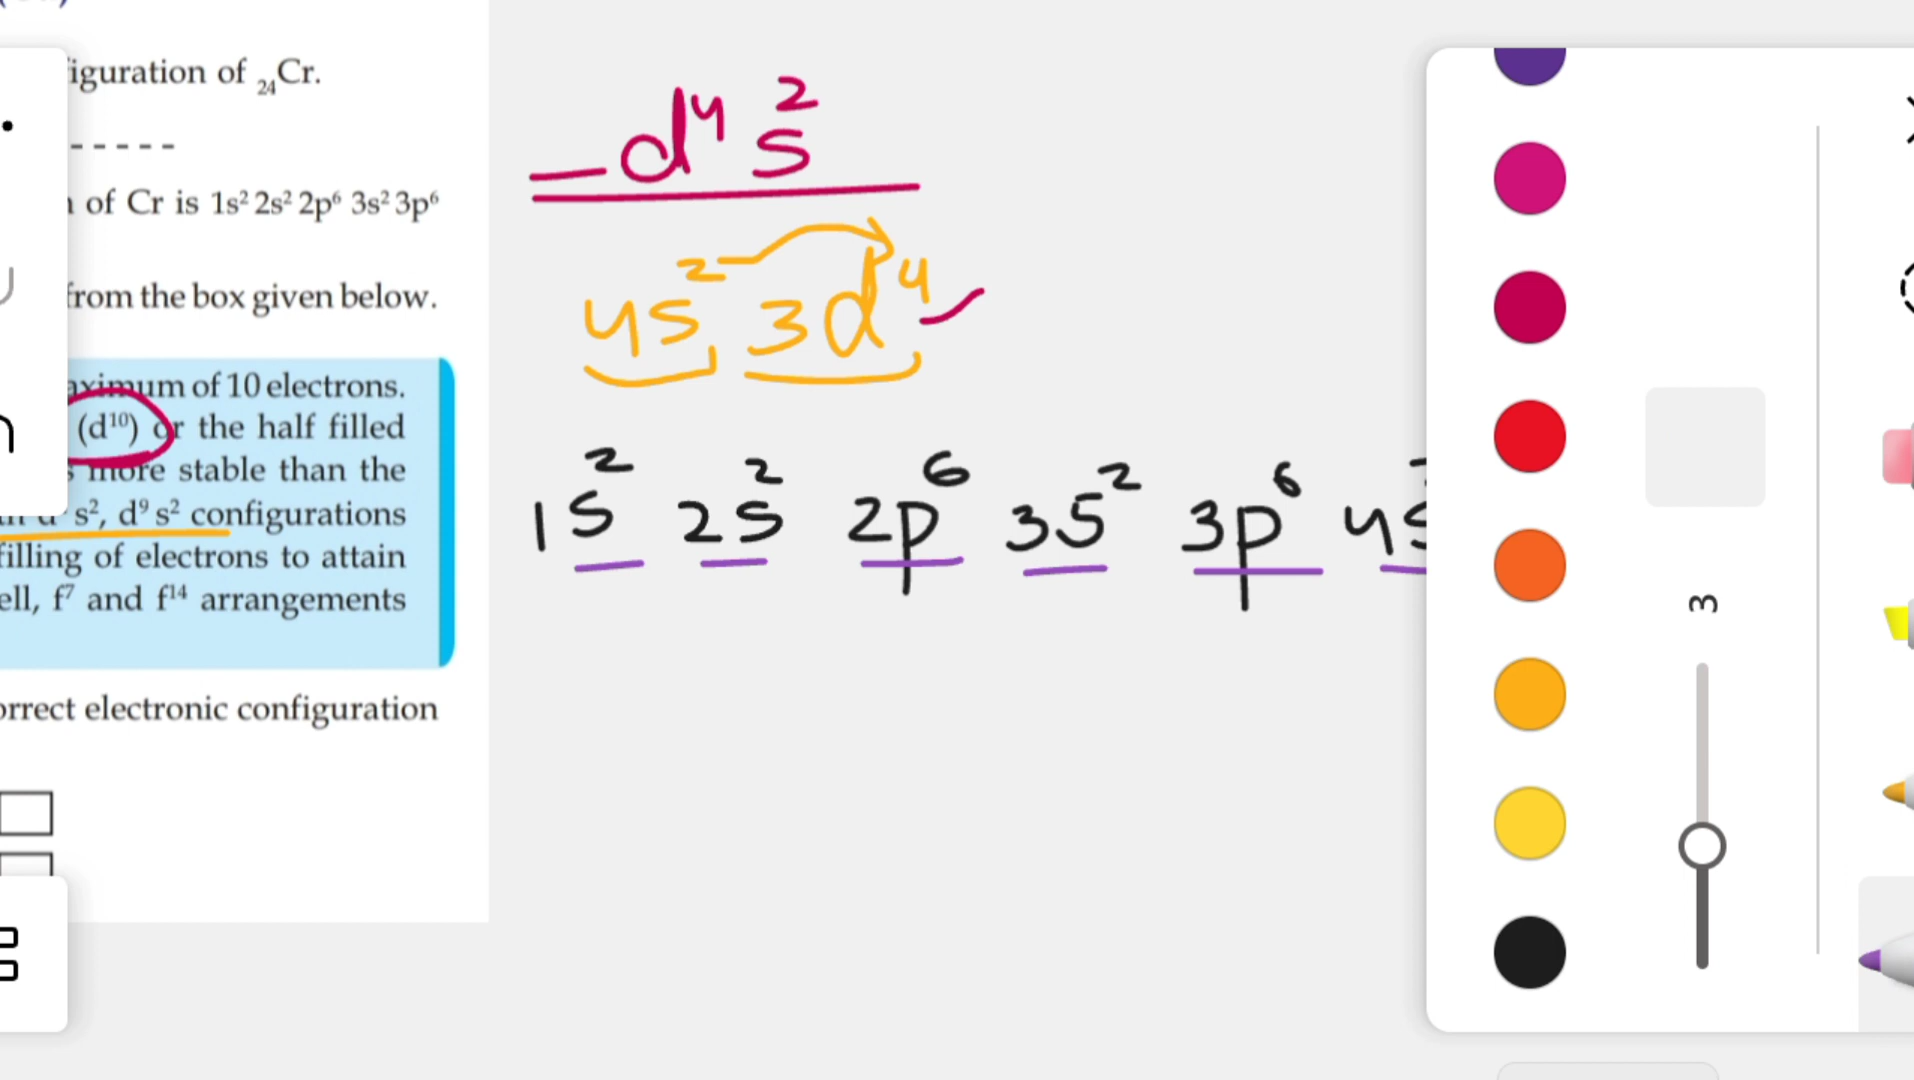 iguration of ₂₄Cr.
-----
of Cr is 1s² 2s² 2p⁶ 3s² 3p⁶
from the box given below.
aximum of 10 electrons.
(d¹⁰) or the half filled
more stable than the
s², d⁹ s² configurations
filling of electrons to attain
ell, f⁷ and f¹⁴ arrangements
orrect electronic configuration
d⁴ s²
4s² 3d⁴
1s² 2s² 2p⁶ 3s² 3p⁶ 4s
3